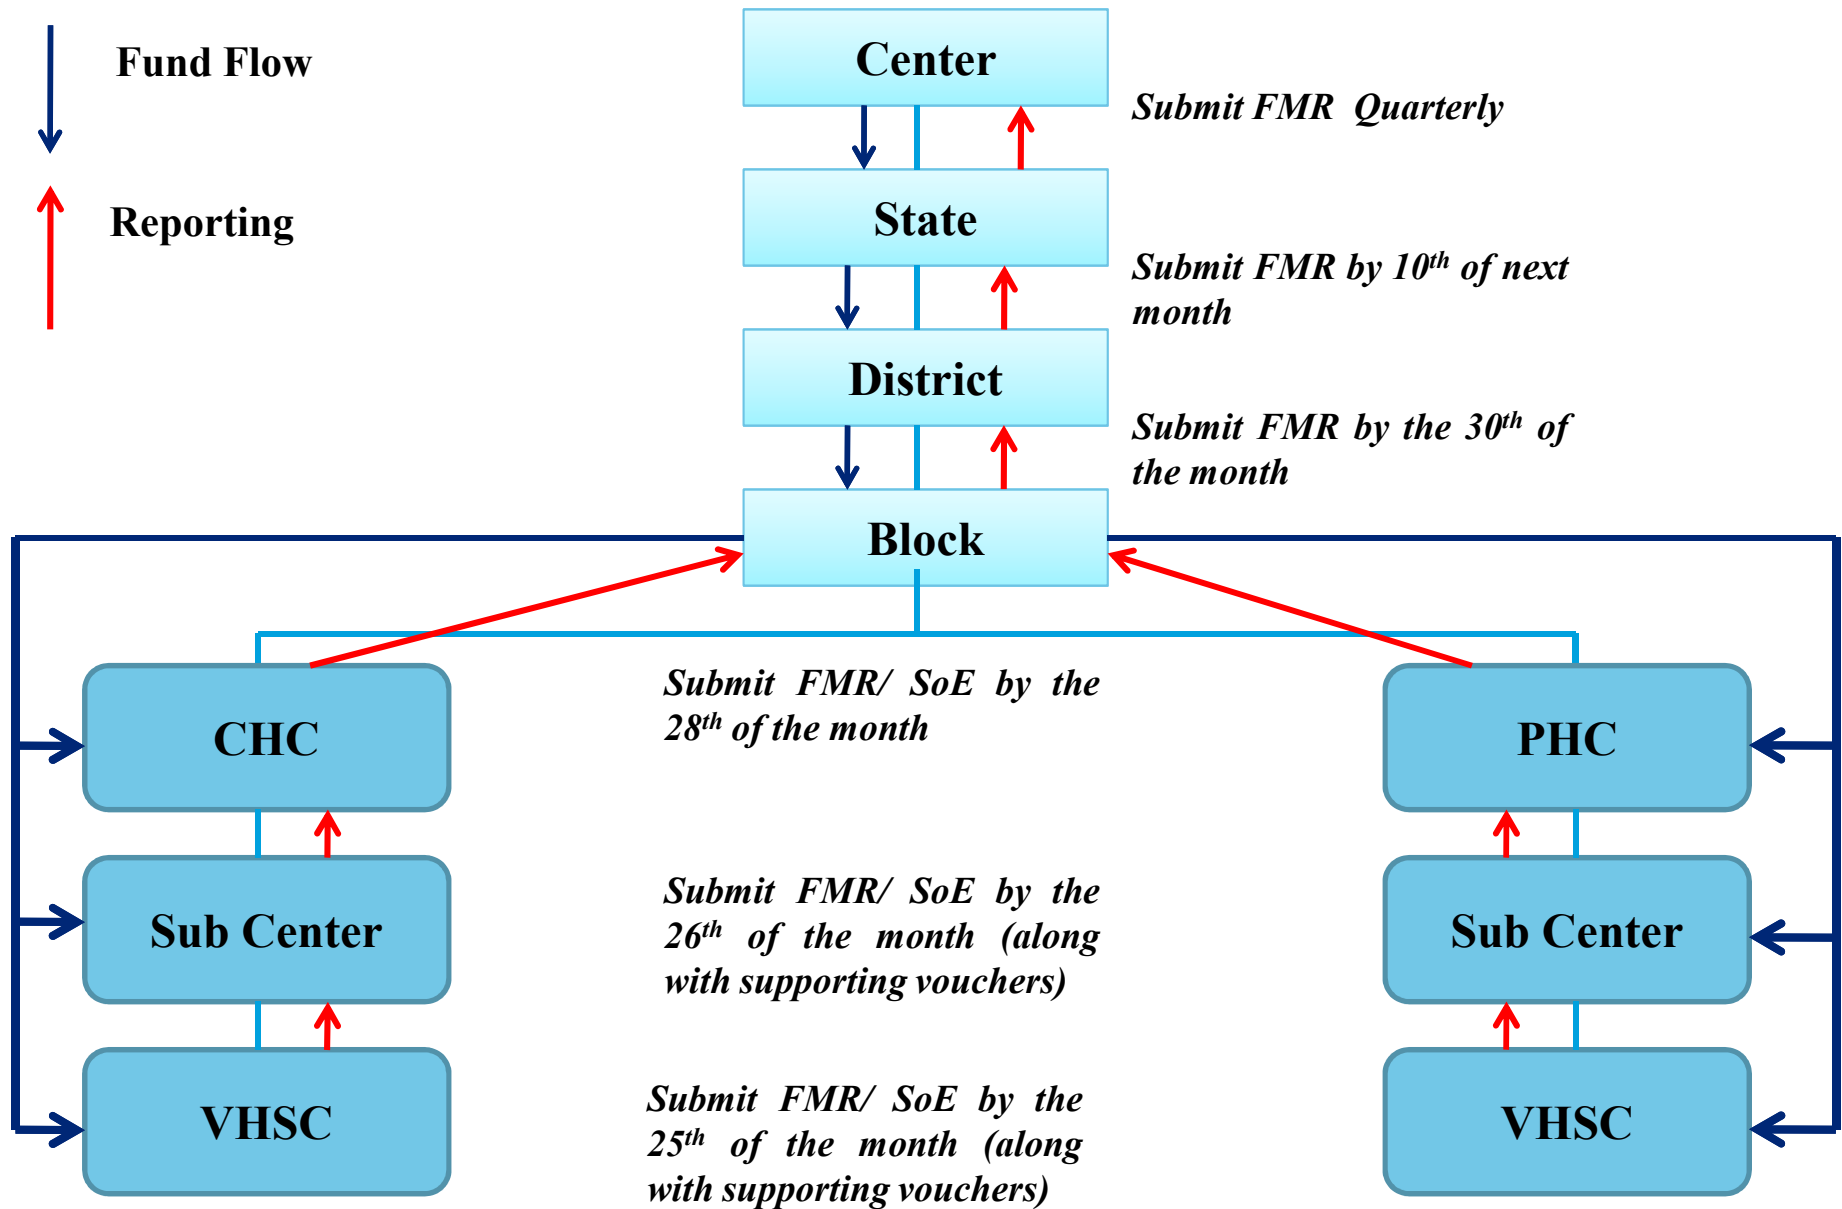 Fund Flow
Reporting
Center
Submit FMR Quarterly
State
Submit FMR by 10th of next
month
District
Submit FMR by the 30th of
the month
Block
CHC
Submit FMR/ SoE by the
28th of the month
PHC
Sub Center
Submit FMR/ SoE by the
26th of the month (along
with supporting vouchers)
Sub Center
VHSC
Submit FMR/ SoE by the
25th of the month (along
with supporting vouchers)
VHSC